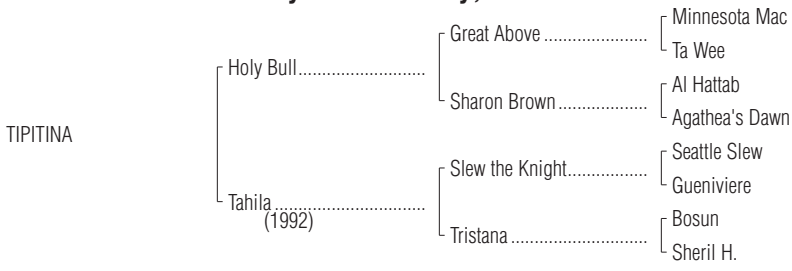 Minnesota Mac
Great Above
Ta Wee
Holy Bull
Al Hattab
Sharon Brown
Agathea's Dawn
TIPITINA
Seattle Slew
Slew the Knight
Gueniviere
Tahila
(1992)
Bosun
Tristana
Sheril H.